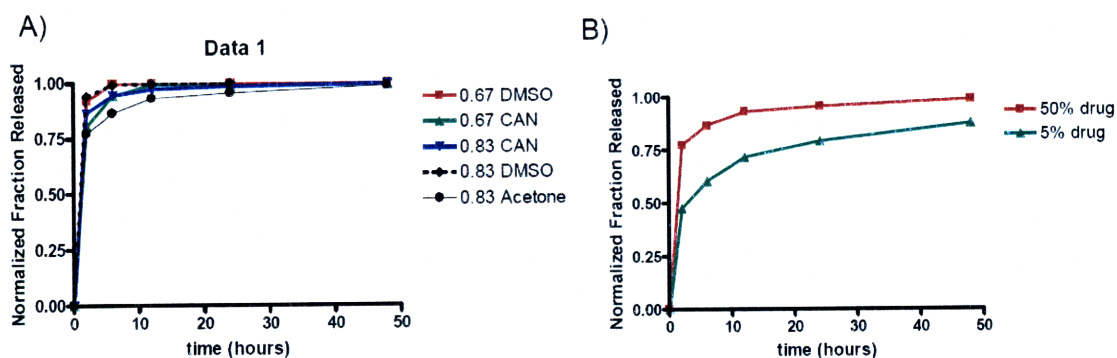 A)
Data 1
Normalized Fraction Released
1.00
0.75
0.50
0.25
0.00
0 10 20 30 40 50
time (hours)
0.67 DMSO
0.67 CAN
0.83 CAN
0.83 DMSO
0.83 Acetone
B)
Normalized Fraction Released
1.00
0.75
0.50
0.25
0.00
0 10 20 30 40 50
time (hours)
50% drug
5% drug